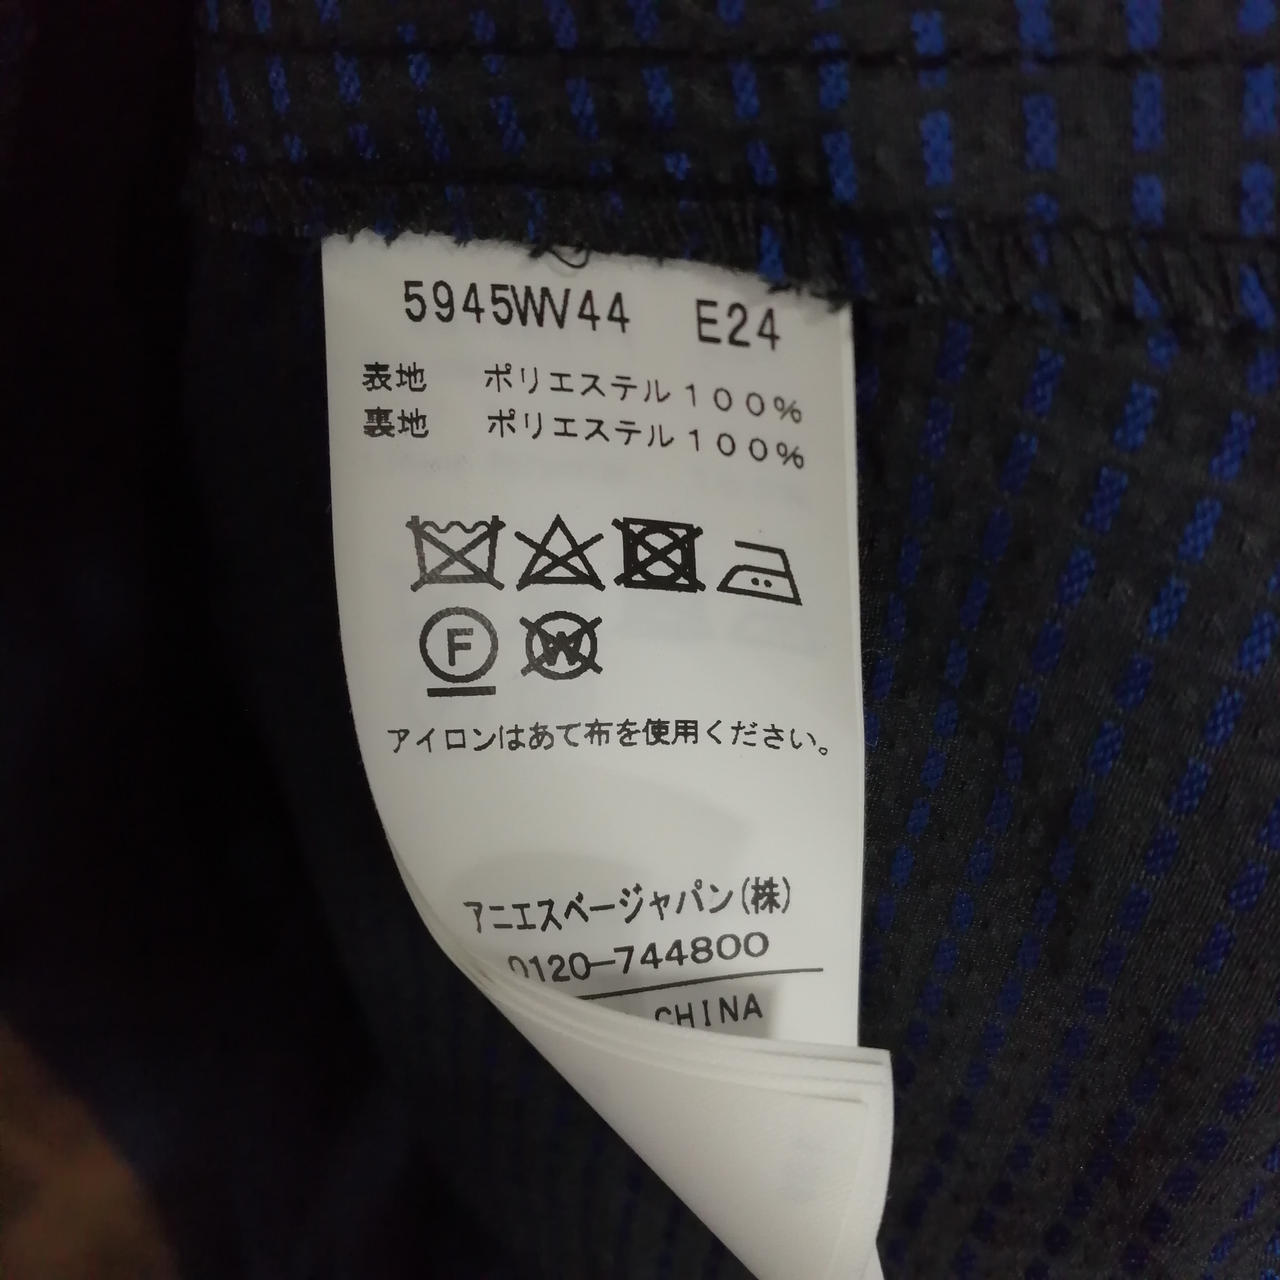 5945WV44 E24
表地 ポリエステル100%
裏地 ポリエステル100%
F W
アイロンはあて布を使用ください。
アニエスベージャパン(株)
0120-744800
CHINA